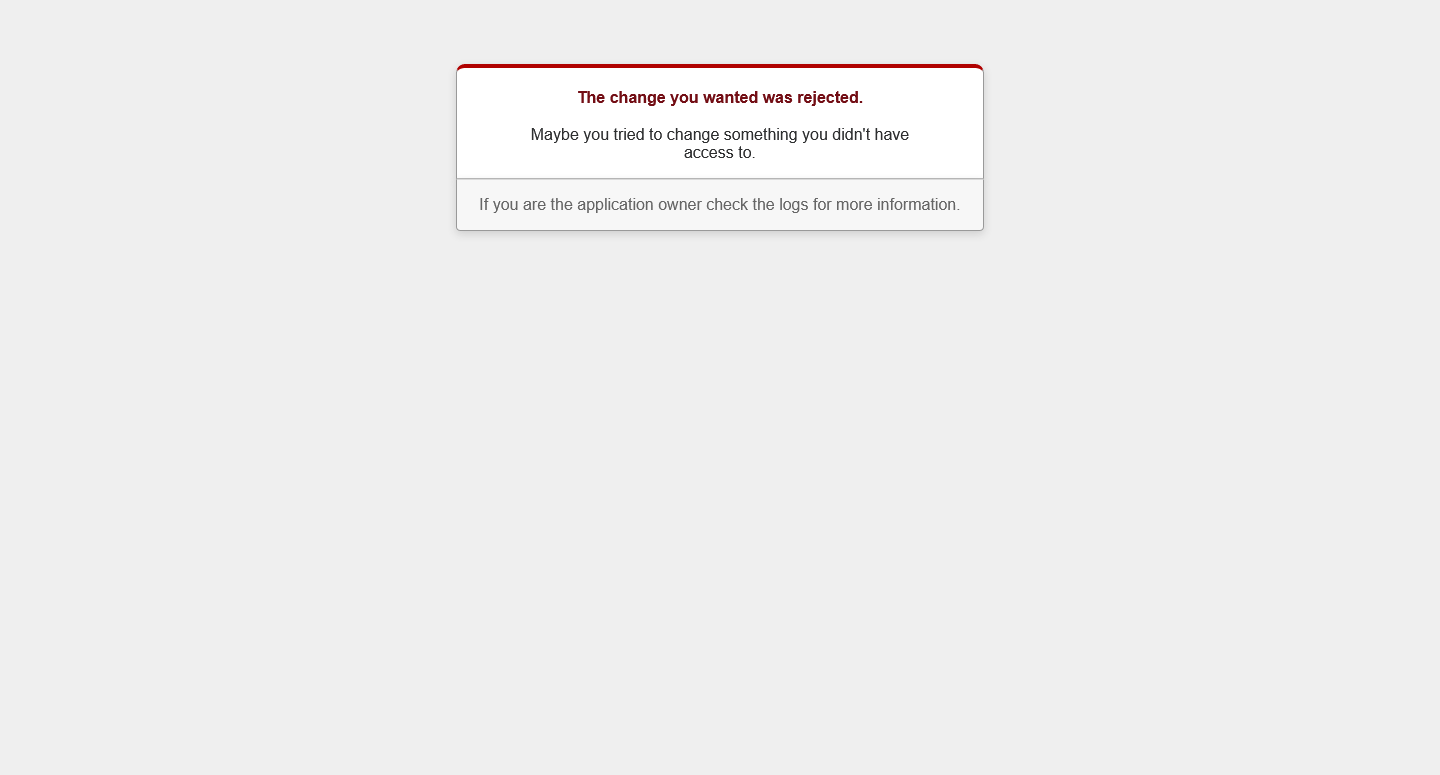 The change you wanted was rejected.
Maybe you tried to change something you didn't have
access to.
If you are the application owner check the logs for more information.